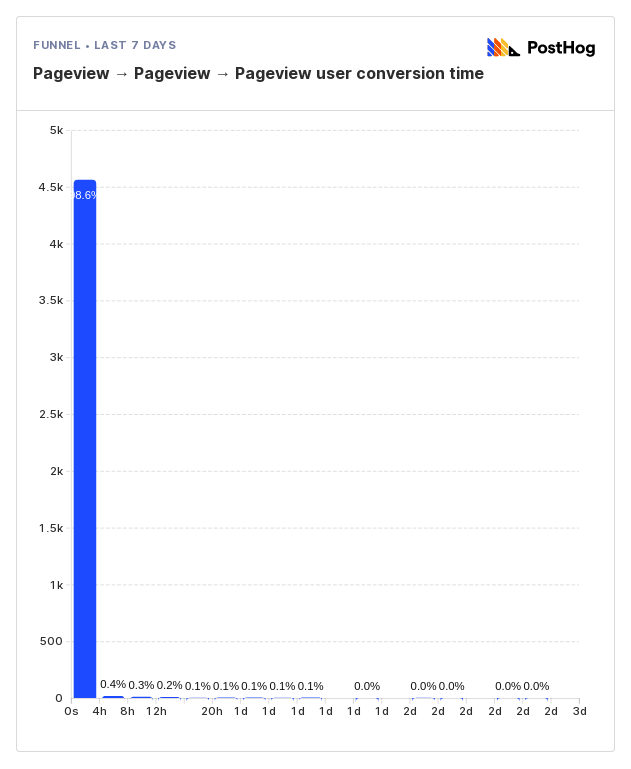 FUNNEL • LAST 7 DAYS
PostHog
Pageview → Pageview → Pageview user conversion time
5k
4.5k
4k
3.5k
3k
2.5k
2k
1.5k
1k
500
0
0.4% 0.3% 0.2% 0.1% 0.1% 0.1% 0.1% 0.1% 0.0% 0.0% 0.0% 0.0% 0.0%
0s 4h 8h 12h 20h 1d 1d 1d 1d 1d 1d 2d 2d 2d 2d 2d 2d 3d